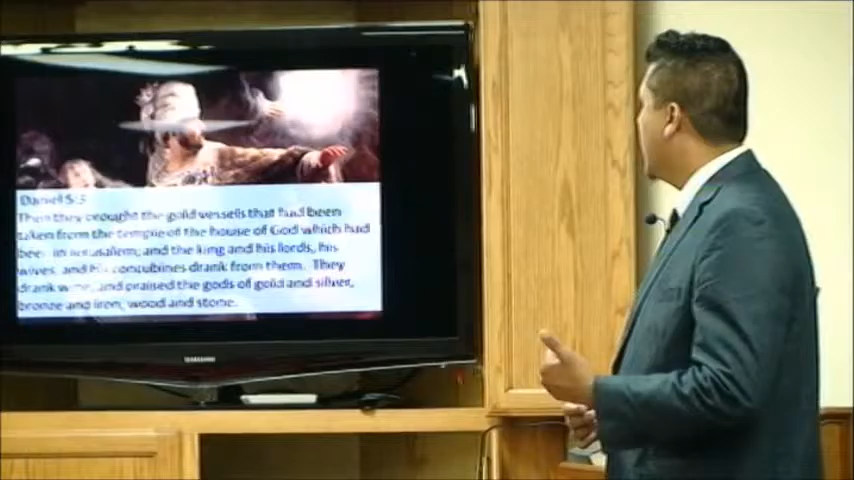 Daniel 5:3
Then they brought the gold vessels that had been
taken from the temple of the house of God which had
been in Jerusalem; and the king and his lords, his
wives, and his concubines drank from them. They
drank wine, and praised the gods of gold and silver,
bronze and iron, wood and stone.
SAMSUNG